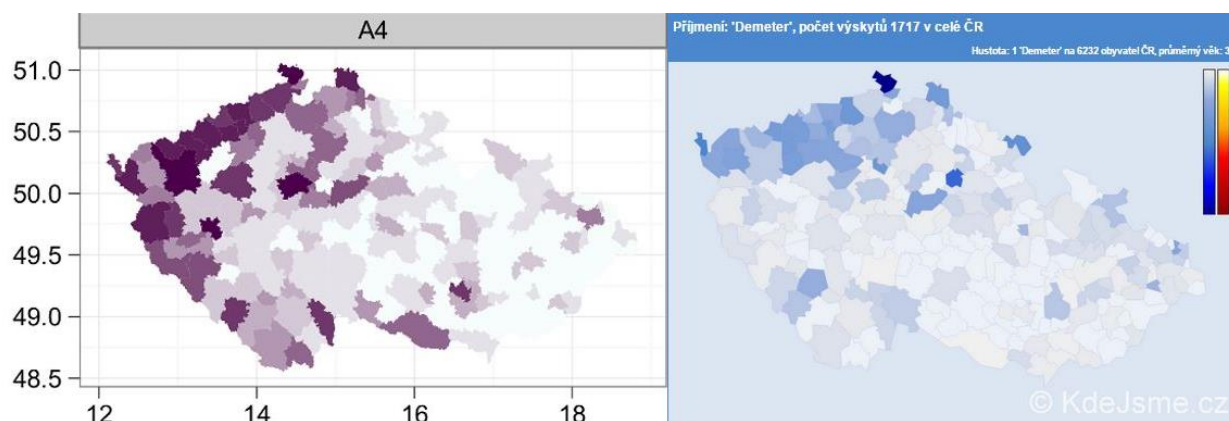 A4
51.0
50.5
50.0
49.5
49.0
48.5
12
14
16
18
Příjmení: 'Demeter', počet výskytů 1717 v celé ČR
Hustota: 1 'Demeter' na 6232 obyvatel ČR, průměrný věk: 3
© KdeJsme.cz